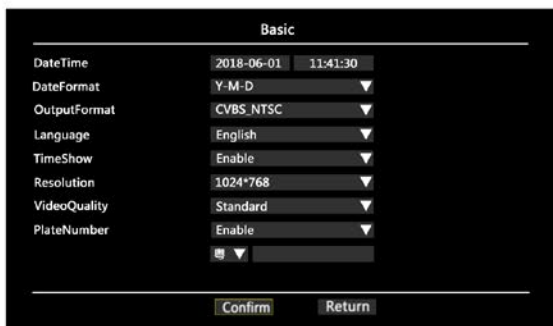 Basic
DateTime 2018-06-01 11:41:30
DateFormat Y-M-D
OutputFormat CVBS_NTSC
Language English
TimeShow Enable
Resolution 1024*768
VideoQuality Standard
PlateNumber Enable
粤
Confirm Return